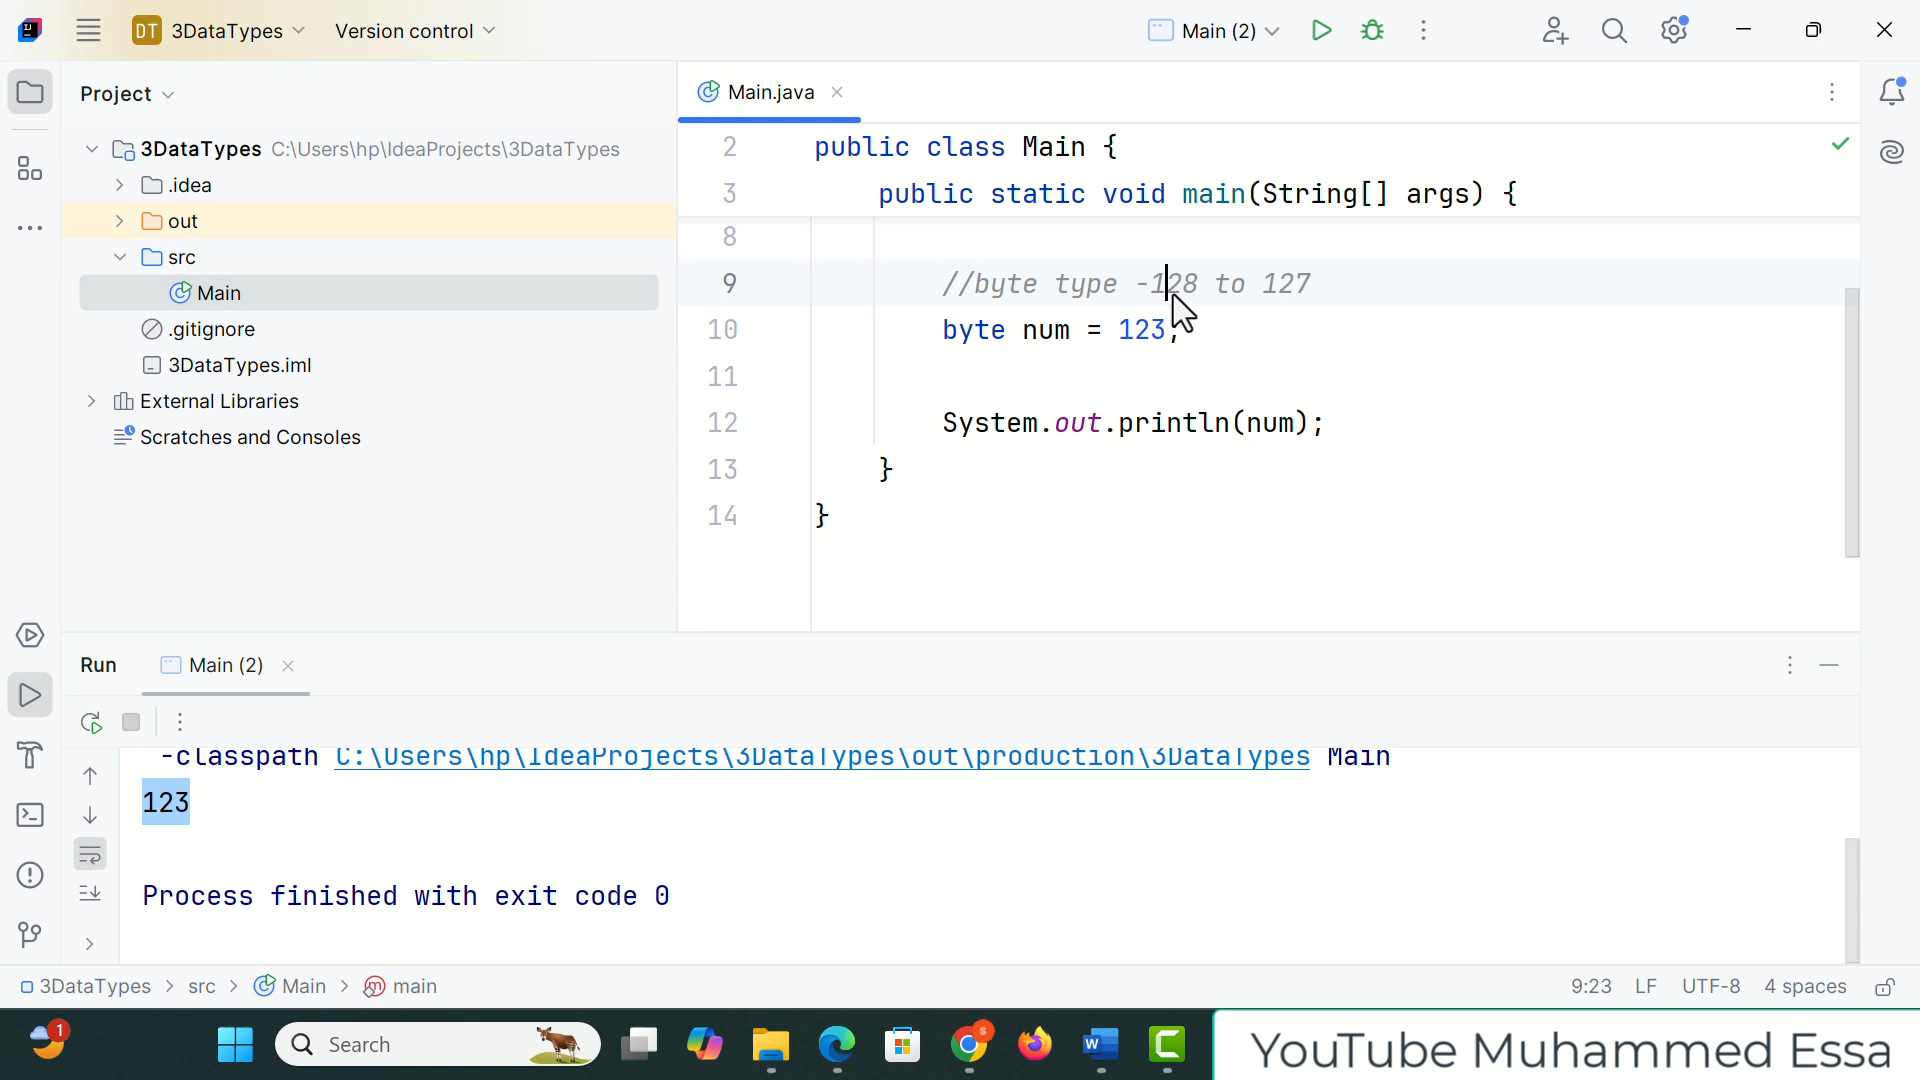 DT 3DataTypes Version control Main (2)
Project
Main.java
3DataTypes C:\Users\hp\IdeaProjects\3DataTypes
.idea
out
src
Main
.gitignore
3DataTypes.iml
External Libraries
Scratches and Consoles
2 public class Main {
3 public static void main(String[] args) {
8
9 //byte type -128 to 127
10 byte num = 123;
11
12 System.out.println(num);
13 }
14 }
Run Main (2)
-classpath C:\Users\hp\IdeaProjects\3DataTypes\out\production\3DataTypes Main
123
Process finished with exit code 0
3DataTypes > src > Main > main
9:23 LF UTF-8 4 spaces
1
Search
YouTube Muhammed Essa